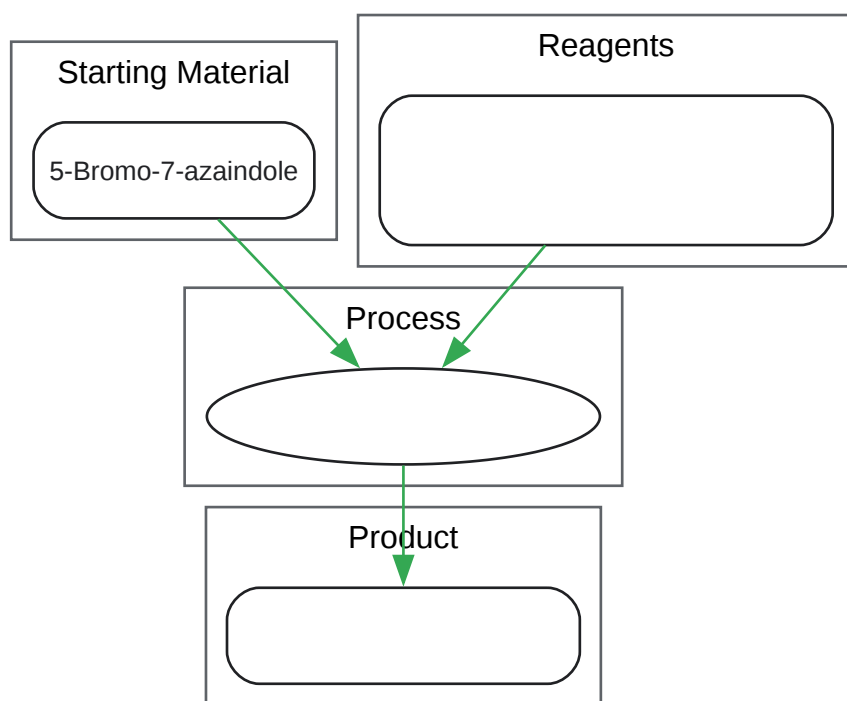 Starting Material
Reagents
5-Bromo-7-azaindole
Process
Product